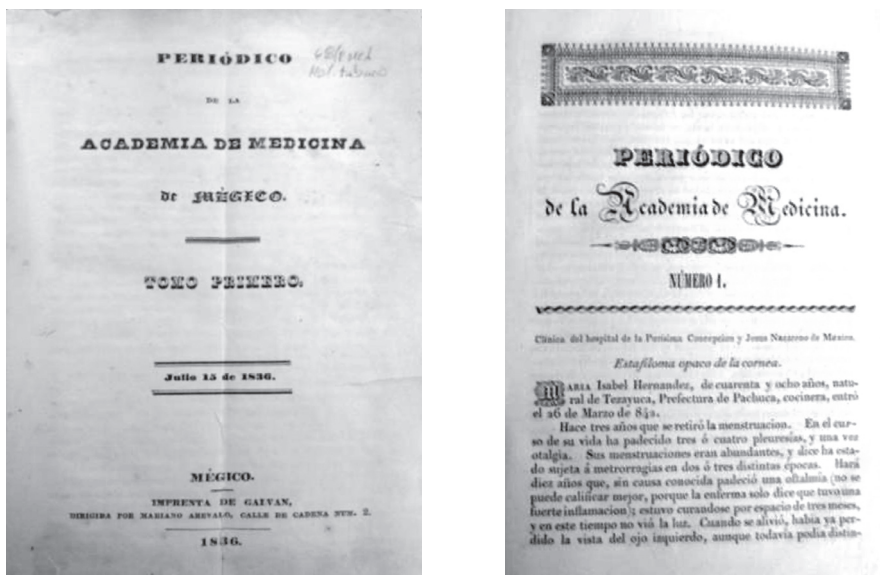 PERIÓDICO
DE LA
ACADEMIA DE MEDICINA
de MÉGICO.
TOMO PRIMERO.
Julio 15 de 1836.
MÉGICO.
IMPRENTA DE GALVAN,
DIRIGIDA POR MARIANO AREVALO, CALLE DE CADENA NUM. 2.
1836.
PERIÓDICO
de la Academia de Medicina.
NÚMERO 1.
Clínica del hospital de la Purísima Concepcion y Jesus Nazareno de Mexico.
Estafiloma opaco de la cornea.
MARIA Isabel Hernandez, de cuarenta y ocho años, natu-
ral de Tezayuca, Prefectura de Pachuca, cocinera, entró
el 26 de Marzo de 842.
Hace tres años que se retiró la menstruacion. En el cur-
so de su vida ha padecido tres ó cuatro pleuresías, y una vez
otalgia. Sus menstruaciones eran abundantes, y dice ha esta-
do sujeta á metrorragias en dos ó tres distintas épocas. Hará
diez años que, sin causa conocida padeció una oftalmia (no se
puede calificar mejor, porque la enferma solo dice que tuvo una
fuerte inflamacion); estuvo curandose por espacio de tres meses,
y en este tiempo no vió la luz. Cuando se alivió, habia ya per-
dido la vista del ojo izquierdo, aunque todavía podia distin-